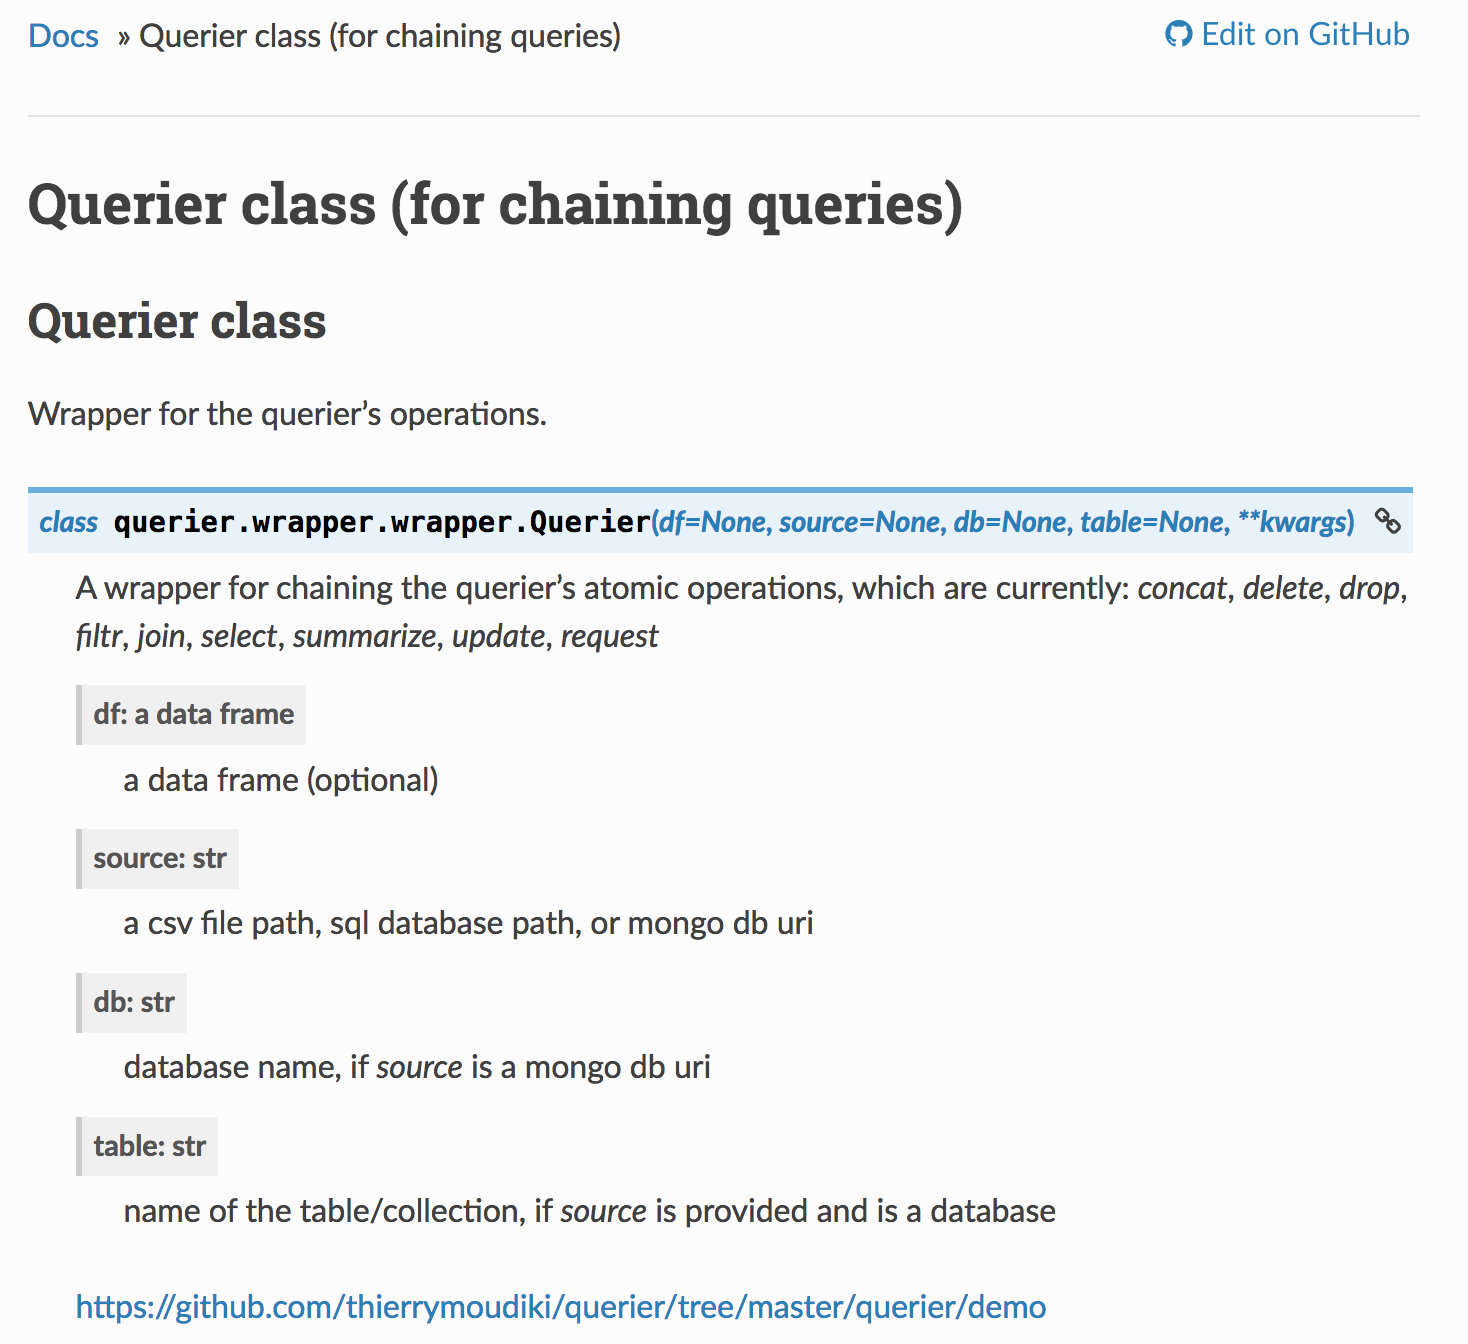 Docs » Querier class (for chaining queries)
Edit on GitHub
Querier class (for chaining queries)
Querier class
Wrapper for the querier’s operations.
class querier.wrapper.wrapper.Querier(df=None, source=None, db=None, table=None, **kwargs)
A wrapper for chaining the querier’s atomic operations, which are currently: concat, delete, drop,
filtr, join, select, summarize, update, request
df: a data frame
a data frame (optional)
source: str
a csv file path, sql database path, or mongo db uri
db: str
database name, if source is a mongo db uri
table: str
name of the table/collection, if source is provided and is a database
https://github.com/thierrymoudiki/querier/tree/master/querier/demo